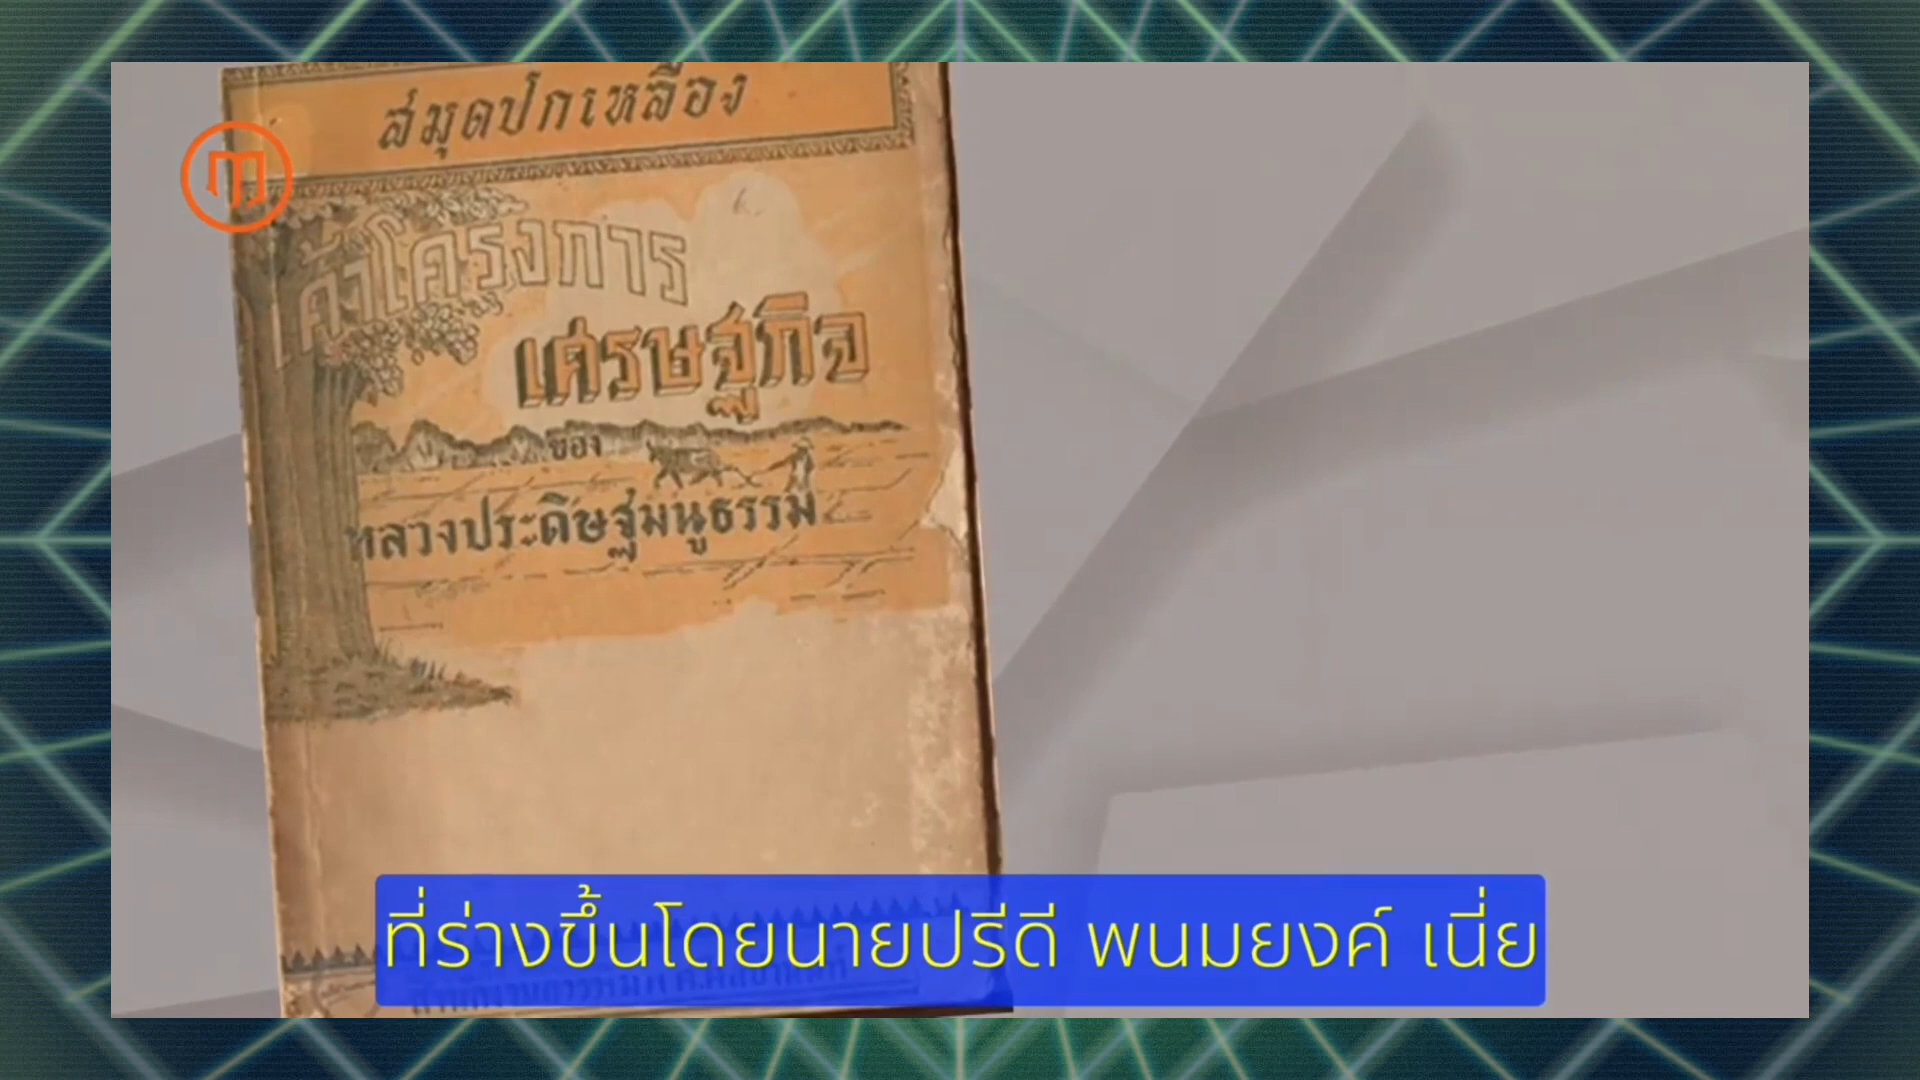 สมุดปกเหลือง
เค้าโครงการ
เศรษฐกิจ
ของ
หลวงประดิษฐมนูธรรม
ที่ร่างขึ้นโดยนายปรีดี พนมยงค์ เนี่ย